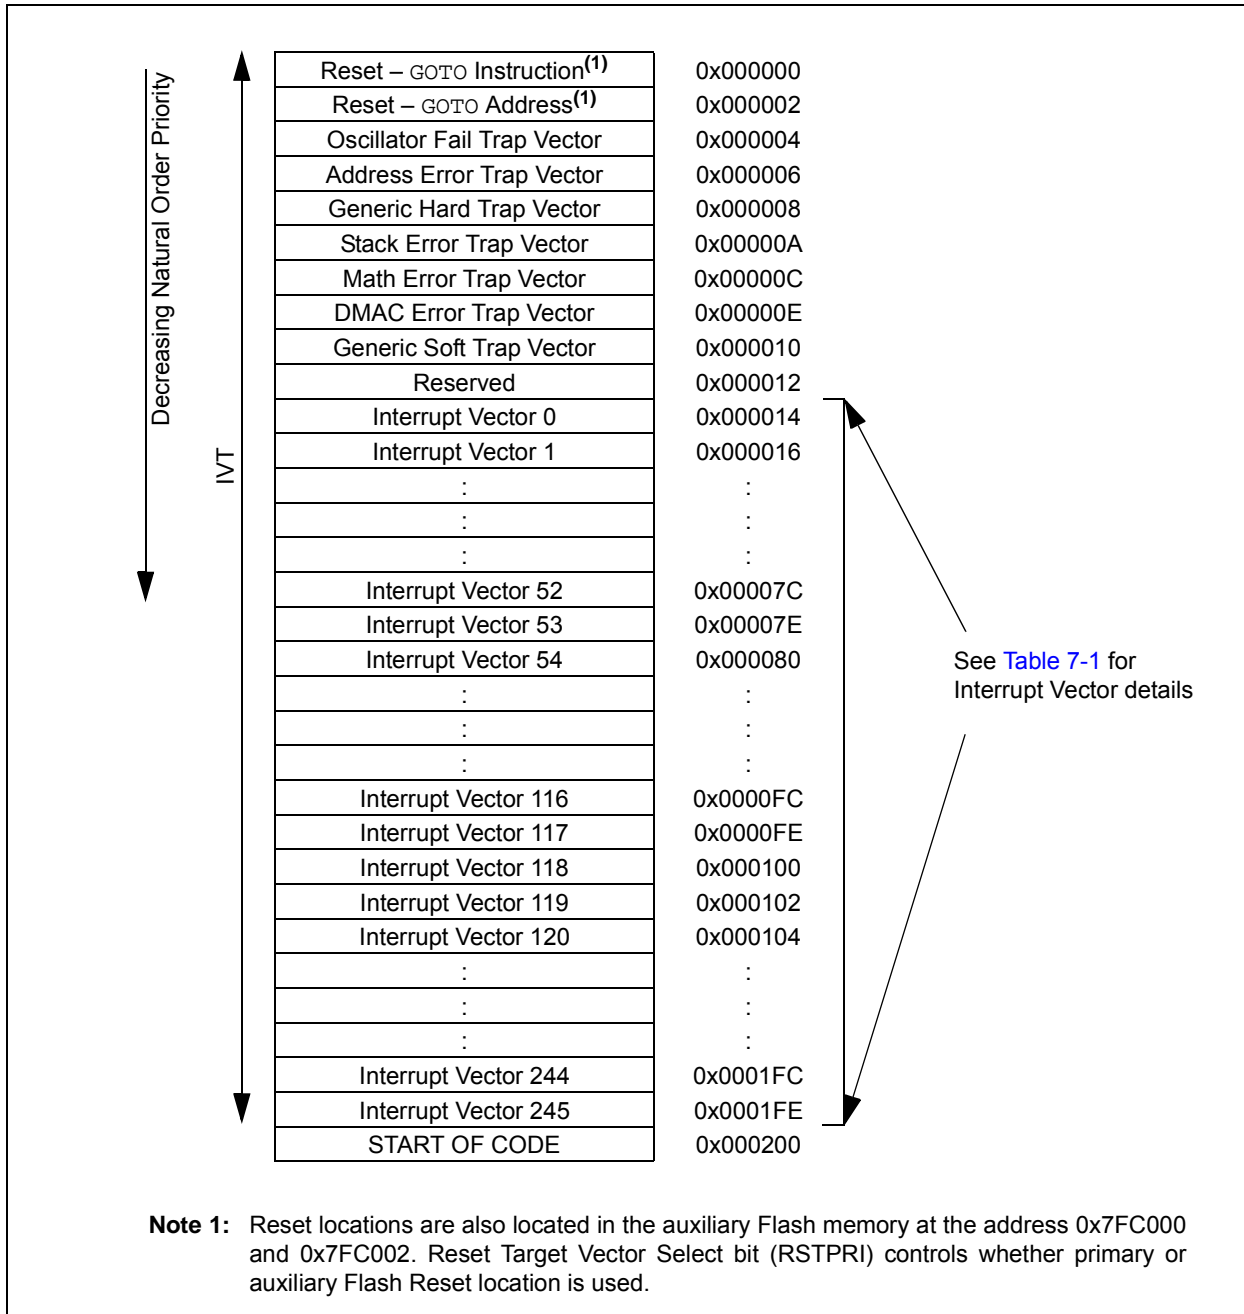 Decreasing Natural Order Priority
IVT
Reset – GOTO Instruction(1) 0x000000
Reset – GOTO Address(1) 0x000002
Oscillator Fail Trap Vector 0x000004
Address Error Trap Vector 0x000006
Generic Hard Trap Vector 0x000008
Stack Error Trap Vector 0x00000A
Math Error Trap Vector 0x00000C
DMAC Error Trap Vector 0x00000E
Generic Soft Trap Vector 0x000010
Reserved 0x000012
Interrupt Vector 0 0x000014
Interrupt Vector 1 0x000016
: :
: :
: :
Interrupt Vector 52 0x00007C
Interrupt Vector 53 0x00007E
Interrupt Vector 54 0x000080
: :
: :
: :
Interrupt Vector 116 0x0000FC
Interrupt Vector 117 0x0000FE
Interrupt Vector 118 0x000100
Interrupt Vector 119 0x000102
Interrupt Vector 120 0x000104
: :
: :
: :
Interrupt Vector 244 0x0001FC
Interrupt Vector 245 0x0001FE
START OF CODE 0x000200
See Table 7-1 for
Interrupt Vector details
Note 1: Reset locations are also located in the auxiliary Flash memory at the address 0x7FC000
and 0x7FC002. Reset Target Vector Select bit (RSTPRI) controls whether primary or
auxiliary Flash Reset location is used.